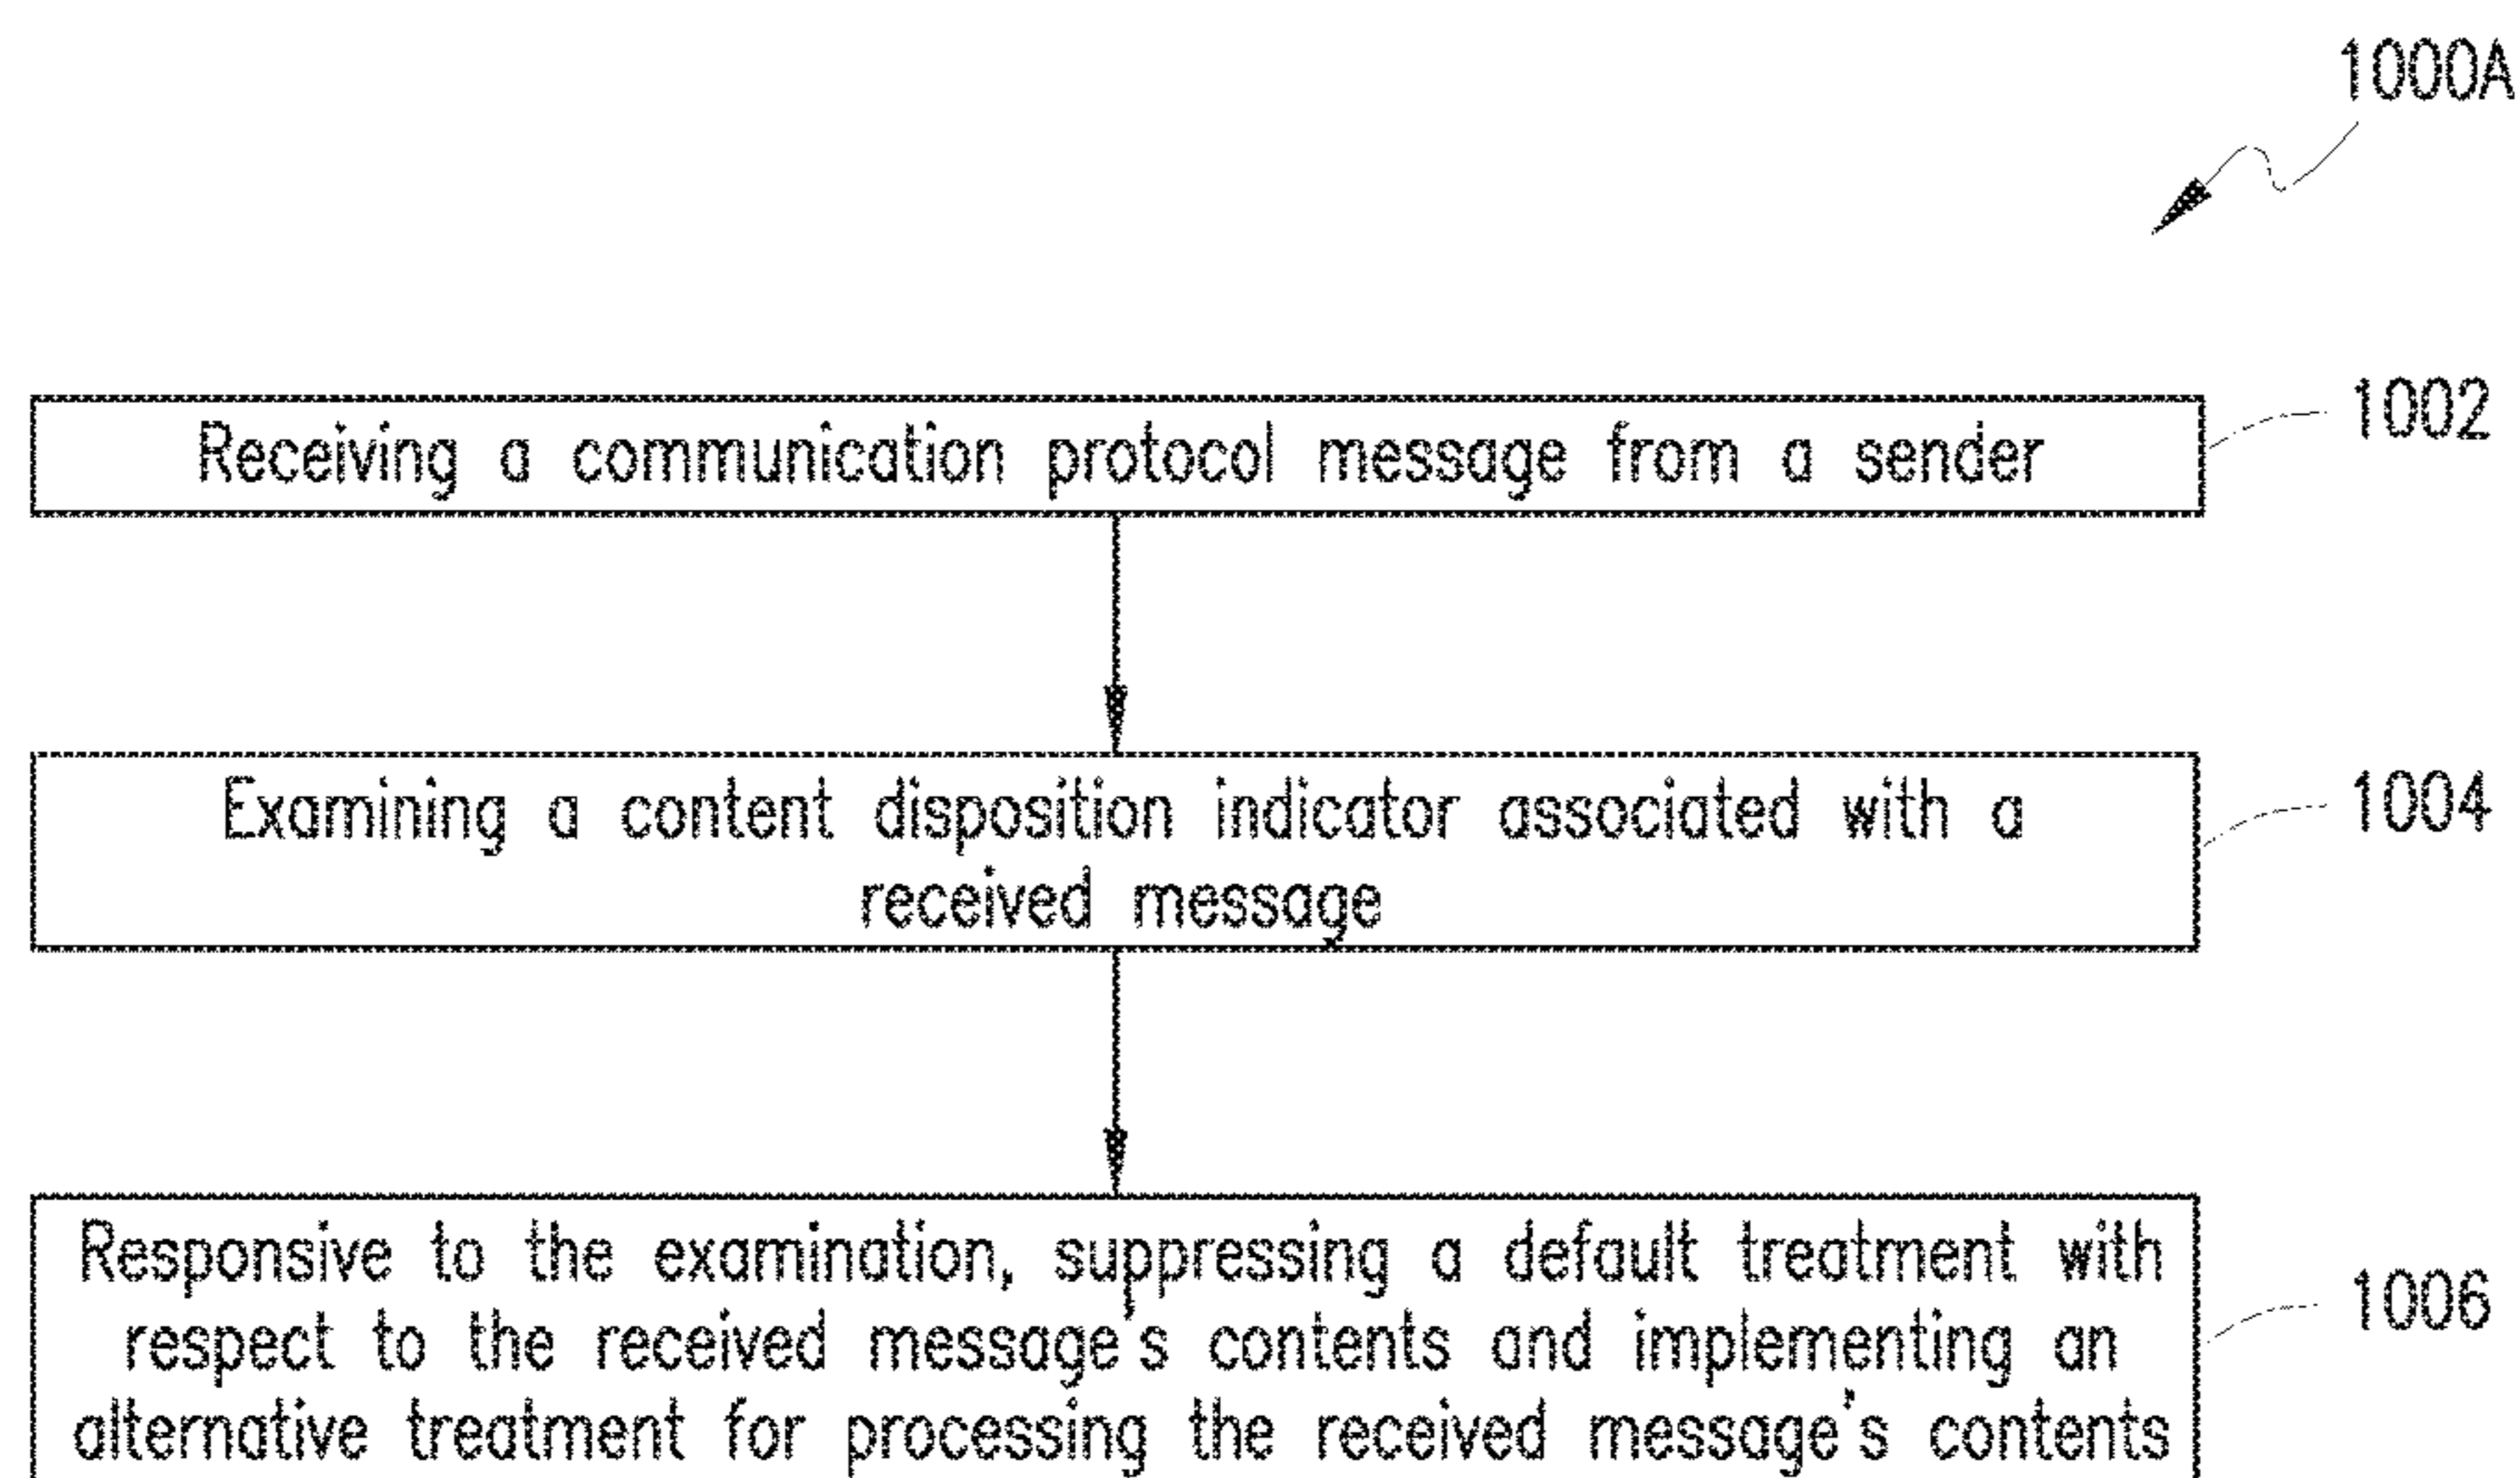 1000A
Receiving a communication protocol message from a sender
1002
Examining a content disposition indicator associated with a
received message
1004
Responsive to the examination, suppressing a default treatment with
respect to the received message's contents and implementing an
alternative treatment for processing the received message's contents
1006